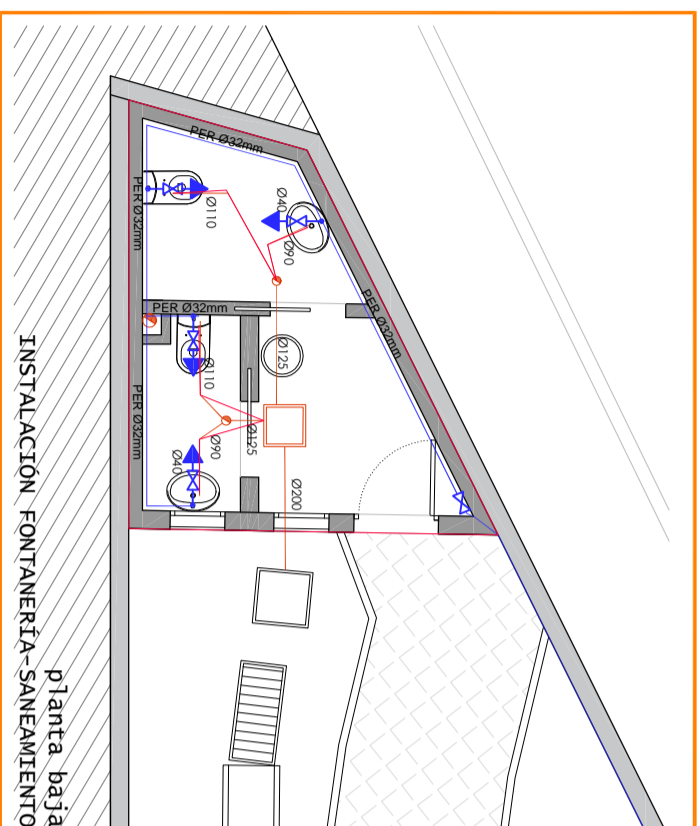 PER Ø32mm
PER Ø32mm
Ø110
Ø40
Ø90
PER Ø32mm
PER Ø32mm
Ø110
Ø125
PER Ø32mm
Ø125
Ø90
Ø40
Ø200
planta baja
INSTALACIÓN FONTANERÍA-SANEAMIENTO